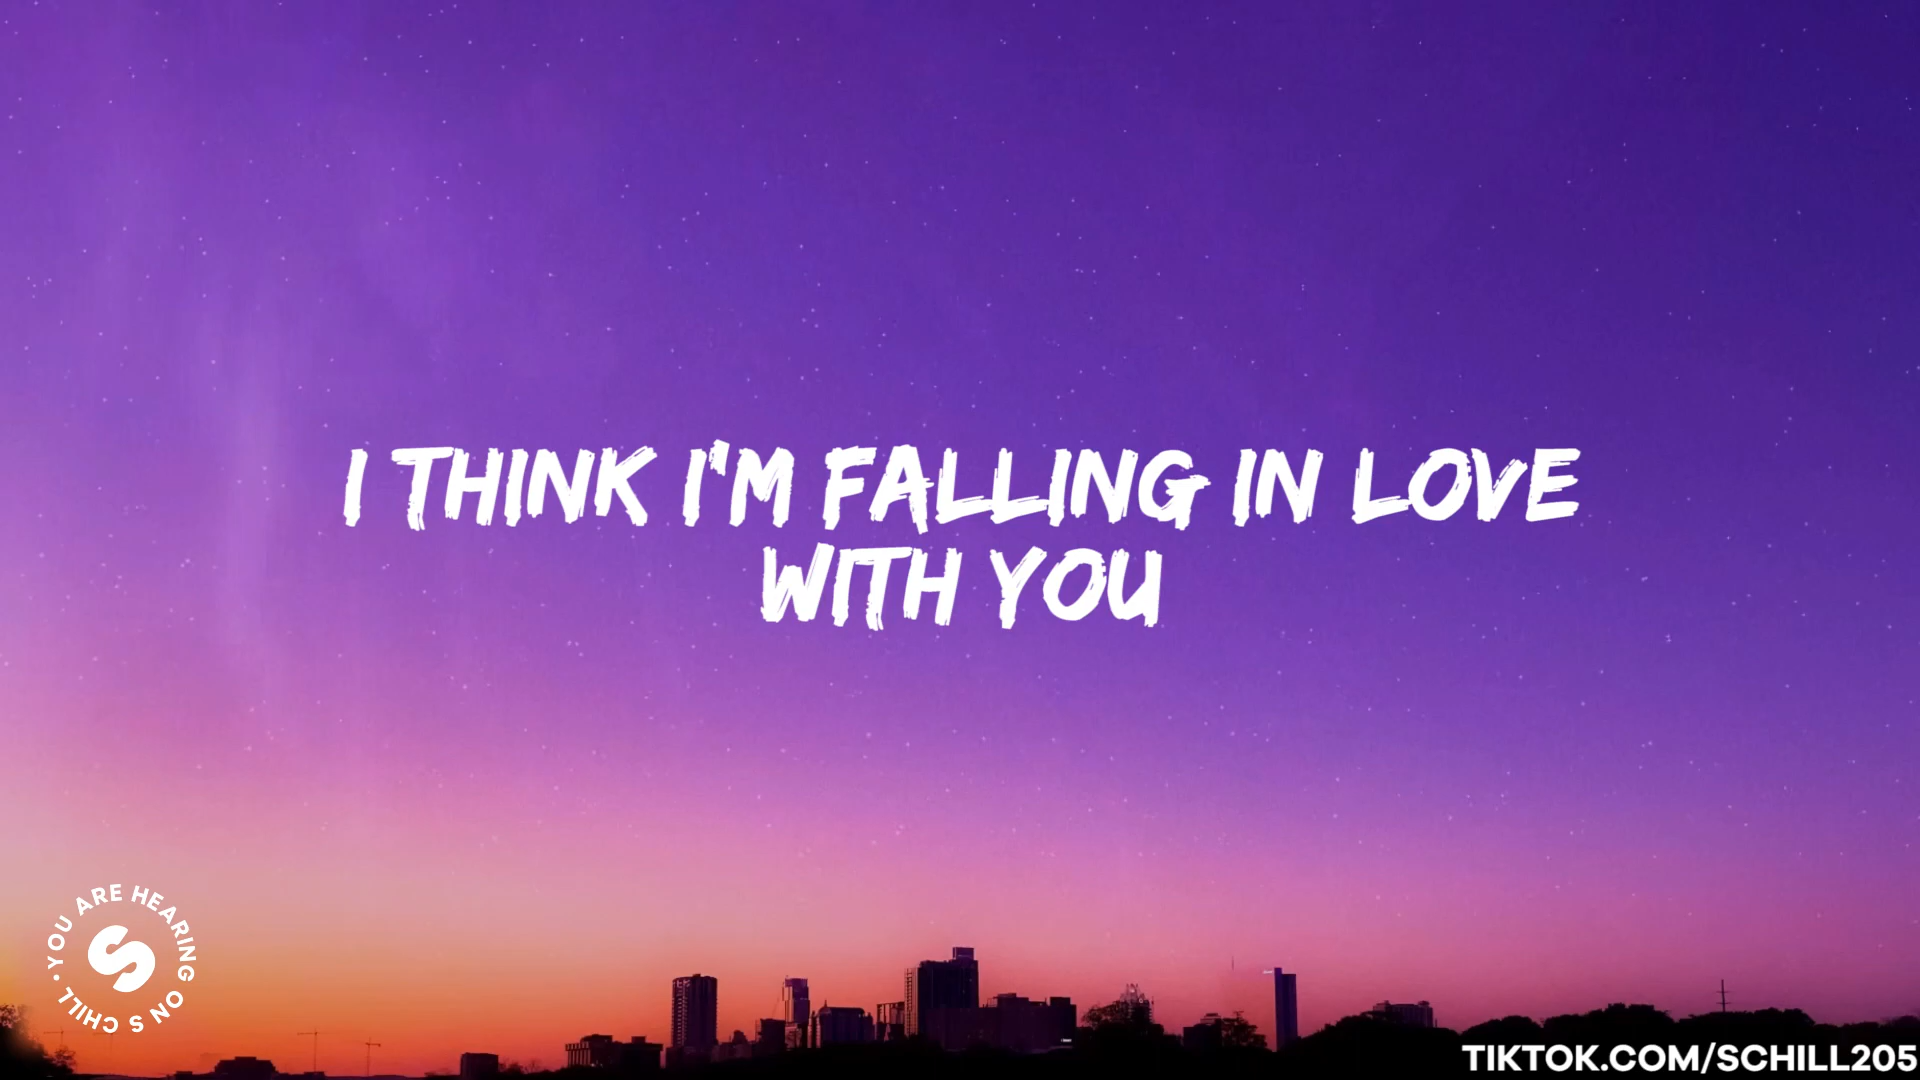 I THINK I'M FALLING IN LOVE
WITH YOU
YOU ARE HEARING ON S CHILL
TIKTOK.COM/SCHILL205